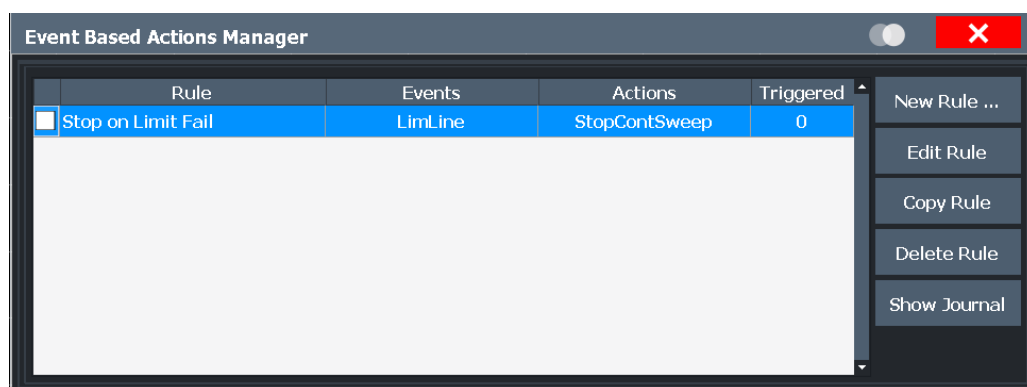 Event Based Actions Manager
Rule Events Actions Triggered
Stop on Limit Fail LimLine StopContSweep 0
New Rule ...
Edit Rule
Copy Rule
Delete Rule
Show Journal